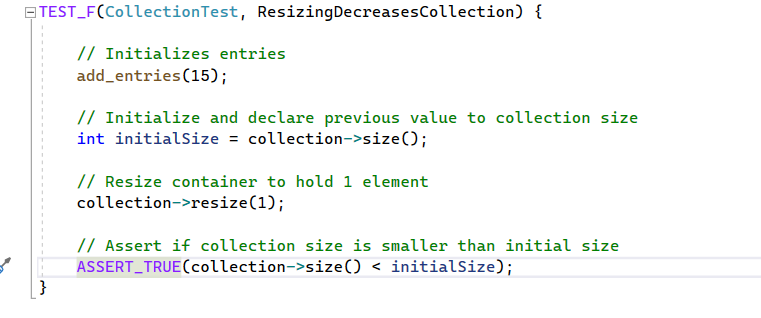 TEST_F(CollectionTest, ResizingDecreasesCollection) {
// Initializes entries
add_entries(15);
// Initialize and declare previous value to collection size
int initialSize = collection->size();
// Resize container to hold 1 element
collection->resize(1);
// Assert if collection size is smaller than initial size
ASSERT_TRUE(collection->size() < initialSize);
}